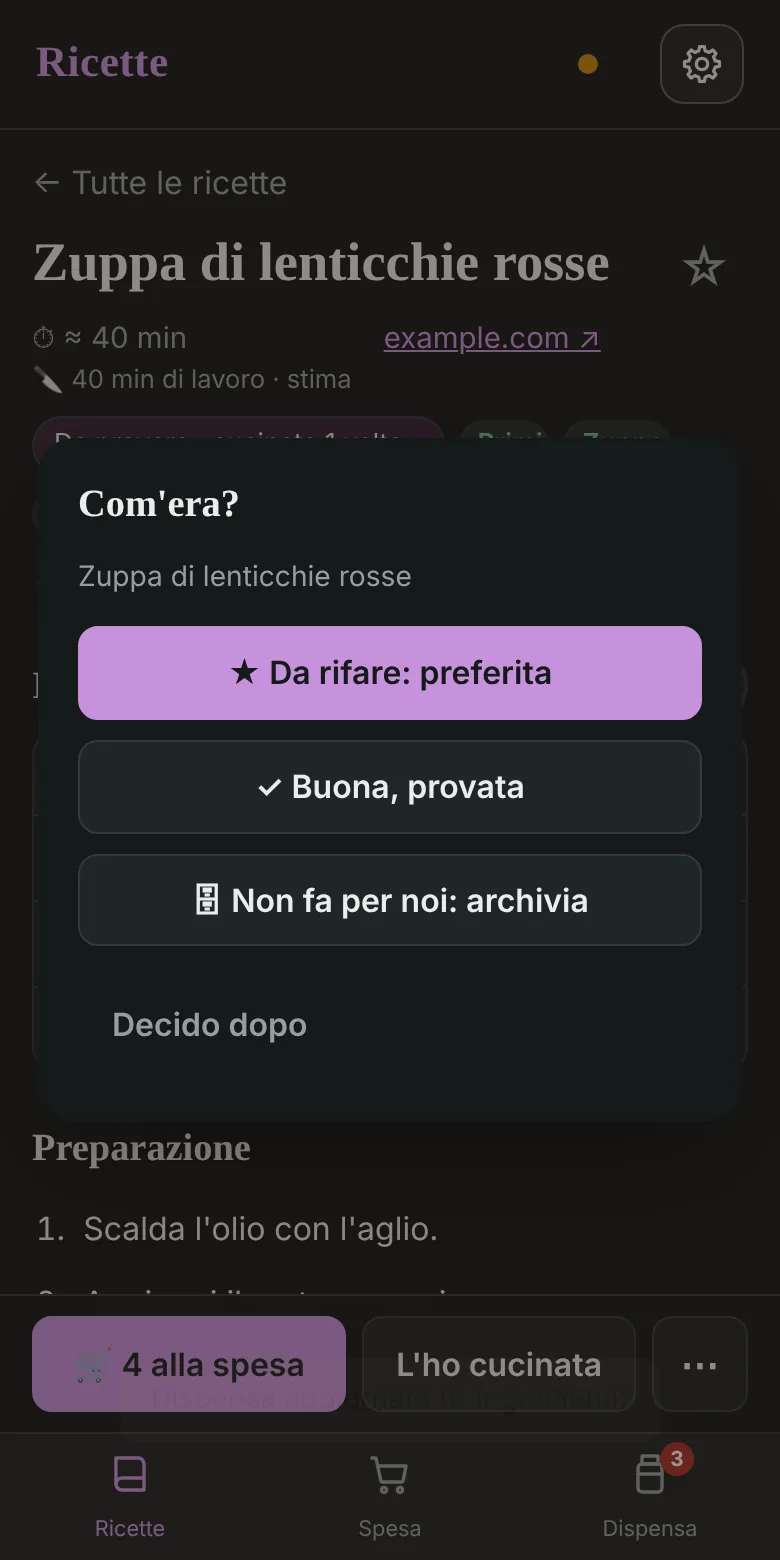 Ricette
← Tutte le ricette
Zuppa di lenticchie rosse
≈ 40 min
example.com ↗
40 min di lavoro · stima
Com'era?
Zuppa di lenticchie rosse
★ Da rifare: preferita
✓ Buona, provata
Non fa per noi: archivia
Decido dopo
Preparazione
1. Scalda l'olio con l'aglio.
4 alla spesa
L'ho cucinata
...
3
Ricette
Spesa
Dispensa